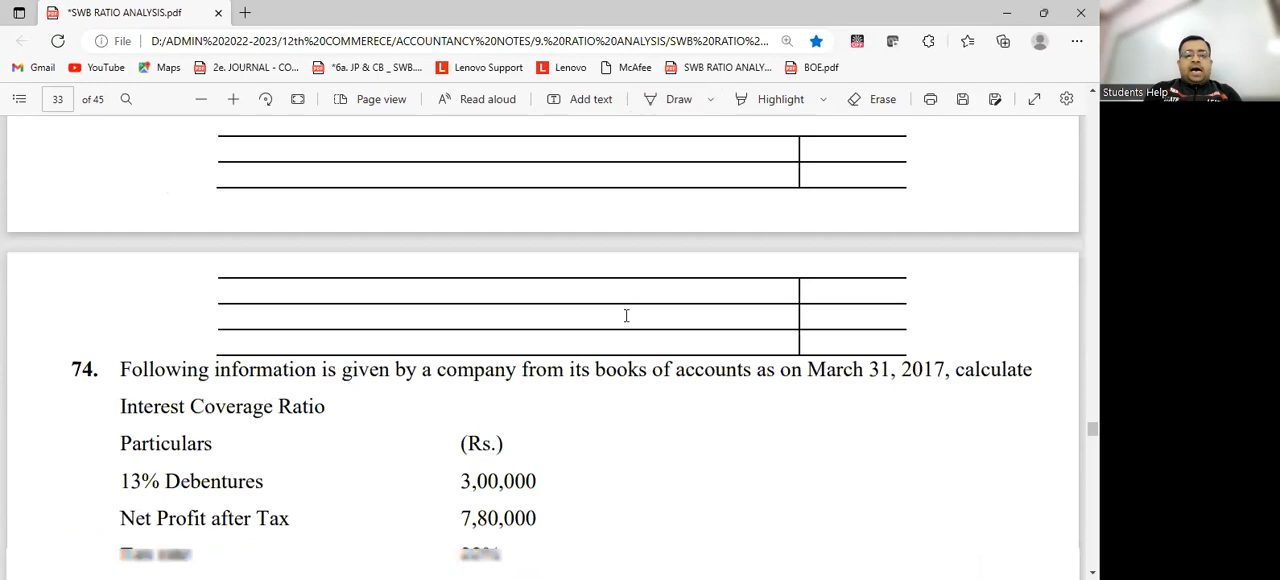 *SWB RATIO ANALYSIS.pdf
File D:/ADMIN%202022-2023/12th%20COMMERECE/ACCOUNTANCY%20NOTES/9.%20RATIO%20ANALYSIS/SWB%20RATIO%2...
Gmail YouTube Maps 2e. JOURNAL - CO... *6a. JP & CB _ SWB.... Lenovo Support Lenovo McAfee SWB RATIO ANALY... BOE.pdf
33 of 45 Page view Read aloud Add text Draw Highlight Erase
Students Help
74. Following information is given by a company from its books of accounts as on March 31, 2017, calculate
Interest Coverage Ratio
Particulars (Rs.)
13% Debentures 3,00,000
Net Profit after Tax 7,80,000